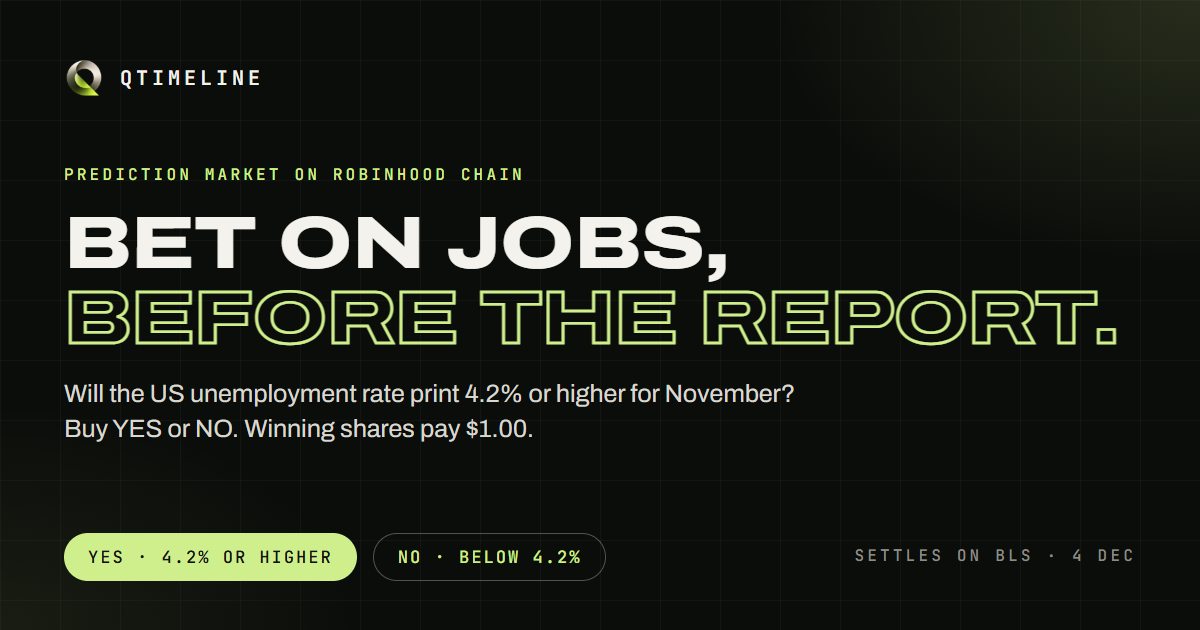 QTIMELINE
PREDICTION MARKET ON ROBINHOOD CHAIN
BET ON JOBS,
BEFORE THE REPORT.
Will the US unemployment rate print 4.2% or higher for November?
Buy YES or NO. Winning shares pay $1.00.
YES · 4.2% OR HIGHER
NO · BELOW 4.2%
SETTLES ON BLS · 4 DEC